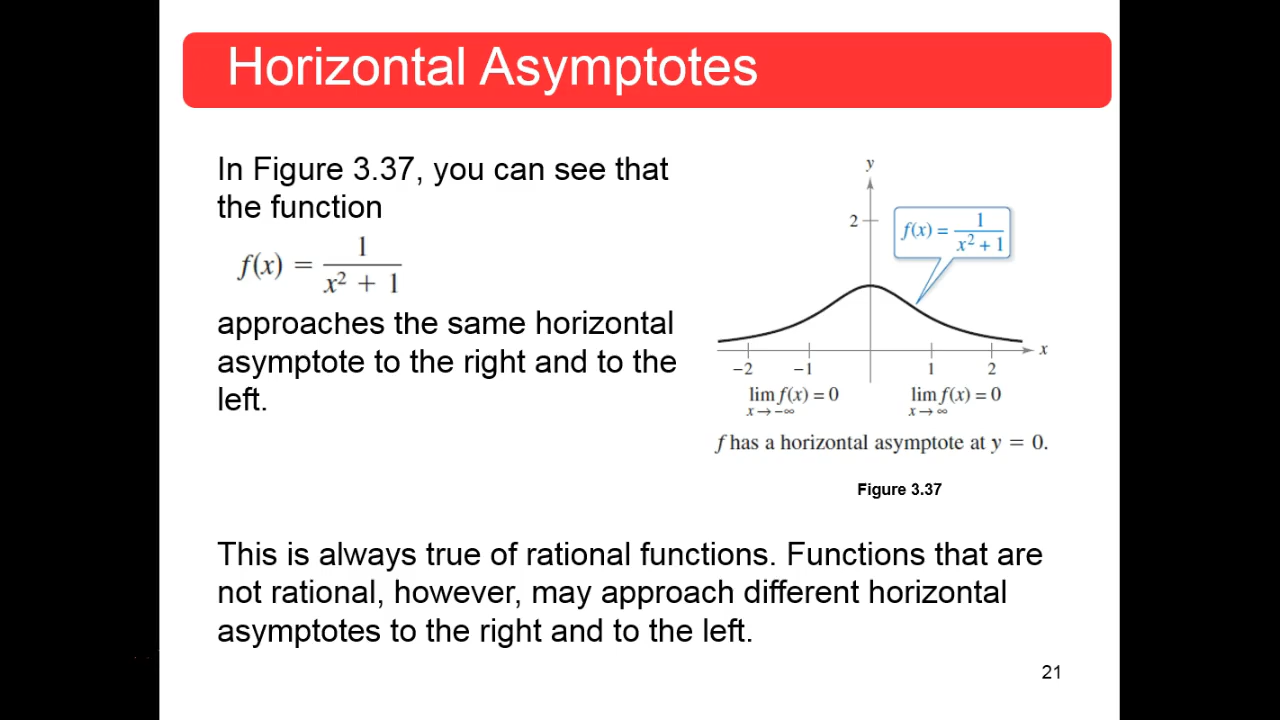 Horizontal Asymptotes
In Figure 3.37, you can see that
the function
f(x) = 1/(x² + 1)
approaches the same horizontal
asymptote to the right and to the
left.
y
2
f(x) = 1/(x² + 1)
x
−2 −1 1 2
lim f(x) = 0 lim f(x) = 0
x → −∞ x → ∞
f has a horizontal asymptote at y = 0.
Figure 3.37
This is always true of rational functions. Functions that are
not rational, however, may approach different horizontal
asymptotes to the right and to the left.
21